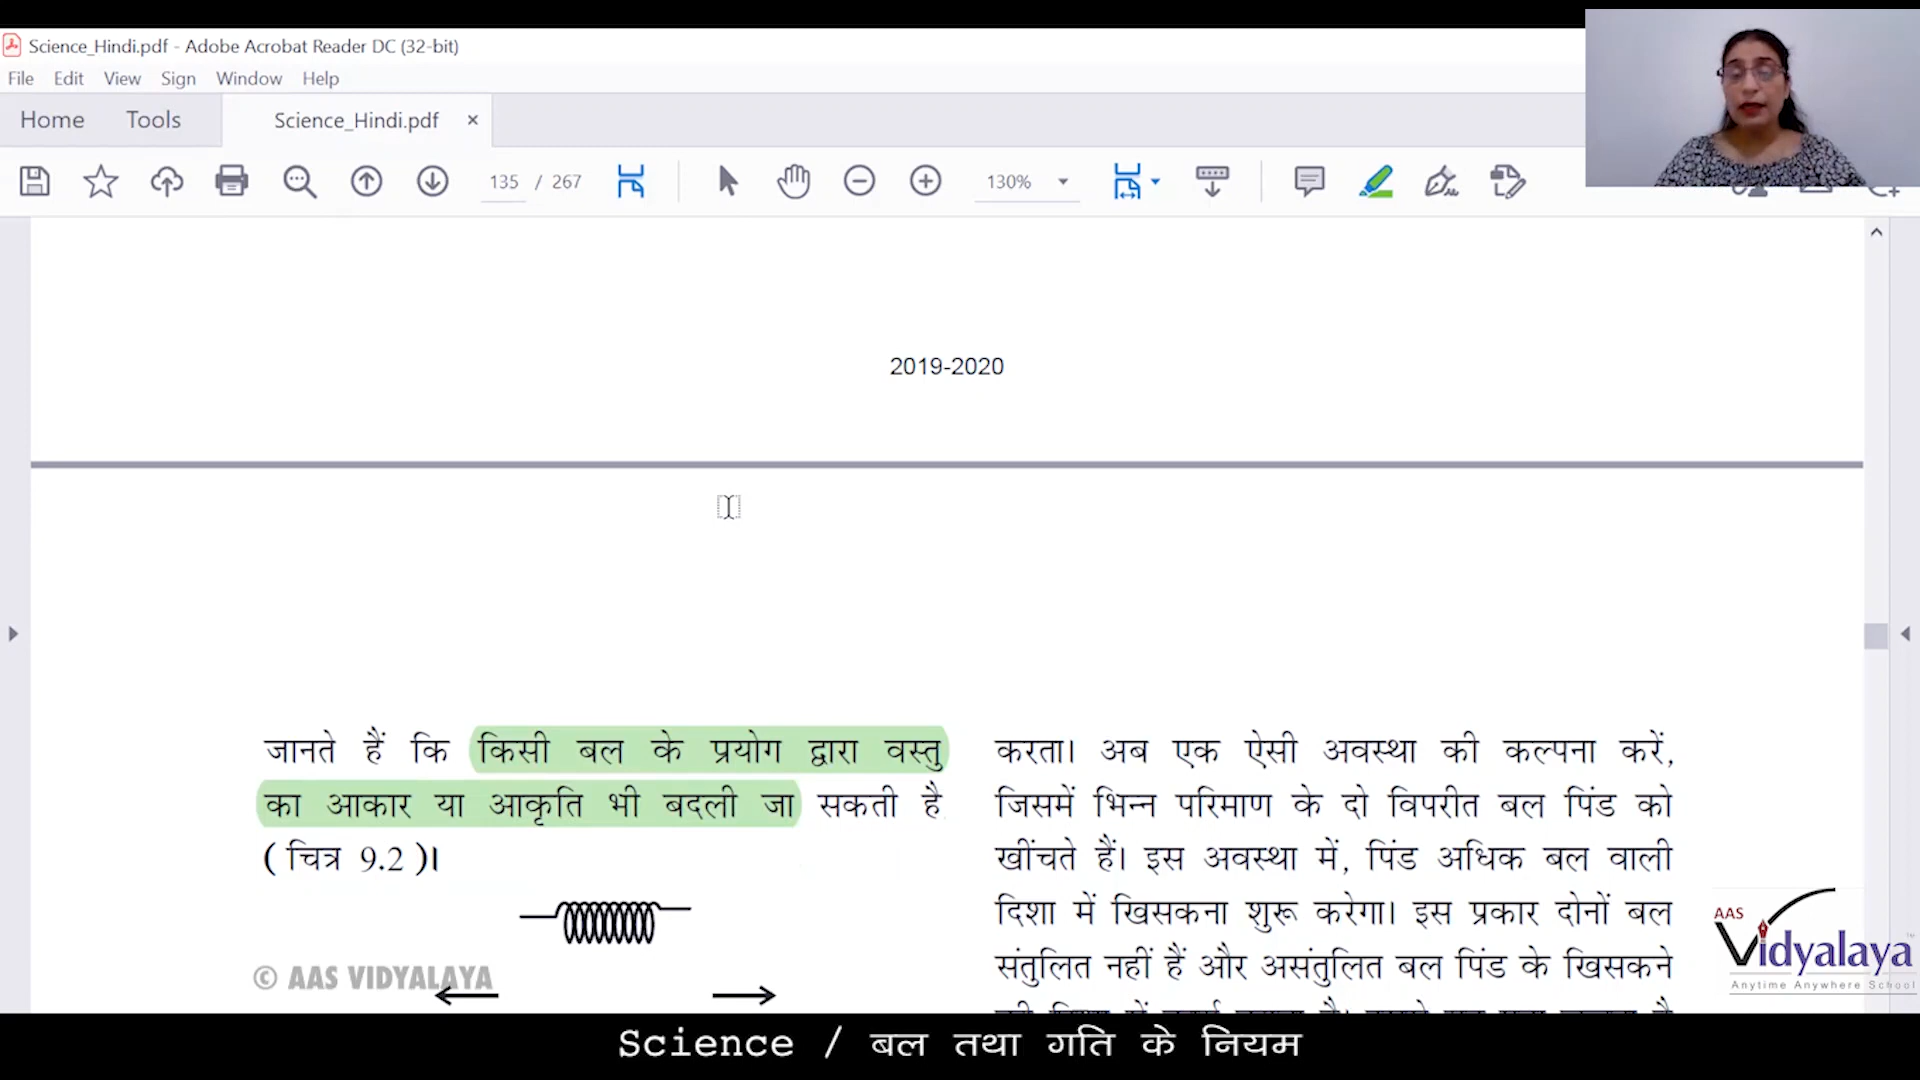 Science_Hindi.pdf - Adobe Acrobat Reader DC (32-bit)
File Edit View Sign Window Help
Home Tools Science_Hindi.pdf ×
135 / 267 130%
2019-2020
जानते हैं कि किसी बल के प्रयोग द्वारा वस्तु
का आकार या आकृति भी बदली जा सकती है
(चित्र 9.2)।
© AAS VIDYALAYA
करता। अब एक ऐसी अवस्था की कल्पना करें,
जिसमें भिन्न परिमाण के दो विपरीत बल पिंड को
खींचते हैं। इस अवस्था में, पिंड अधिक बल वाली
दिशा में खिसकना शुरू करेगा। इस प्रकार दोनों बल
संतुलित नहीं हैं और असंतुलित बल पिंड के खिसकने
AAS
Vidyalaya
Anytime Anywhere School
Science / बल तथा गति के नियम